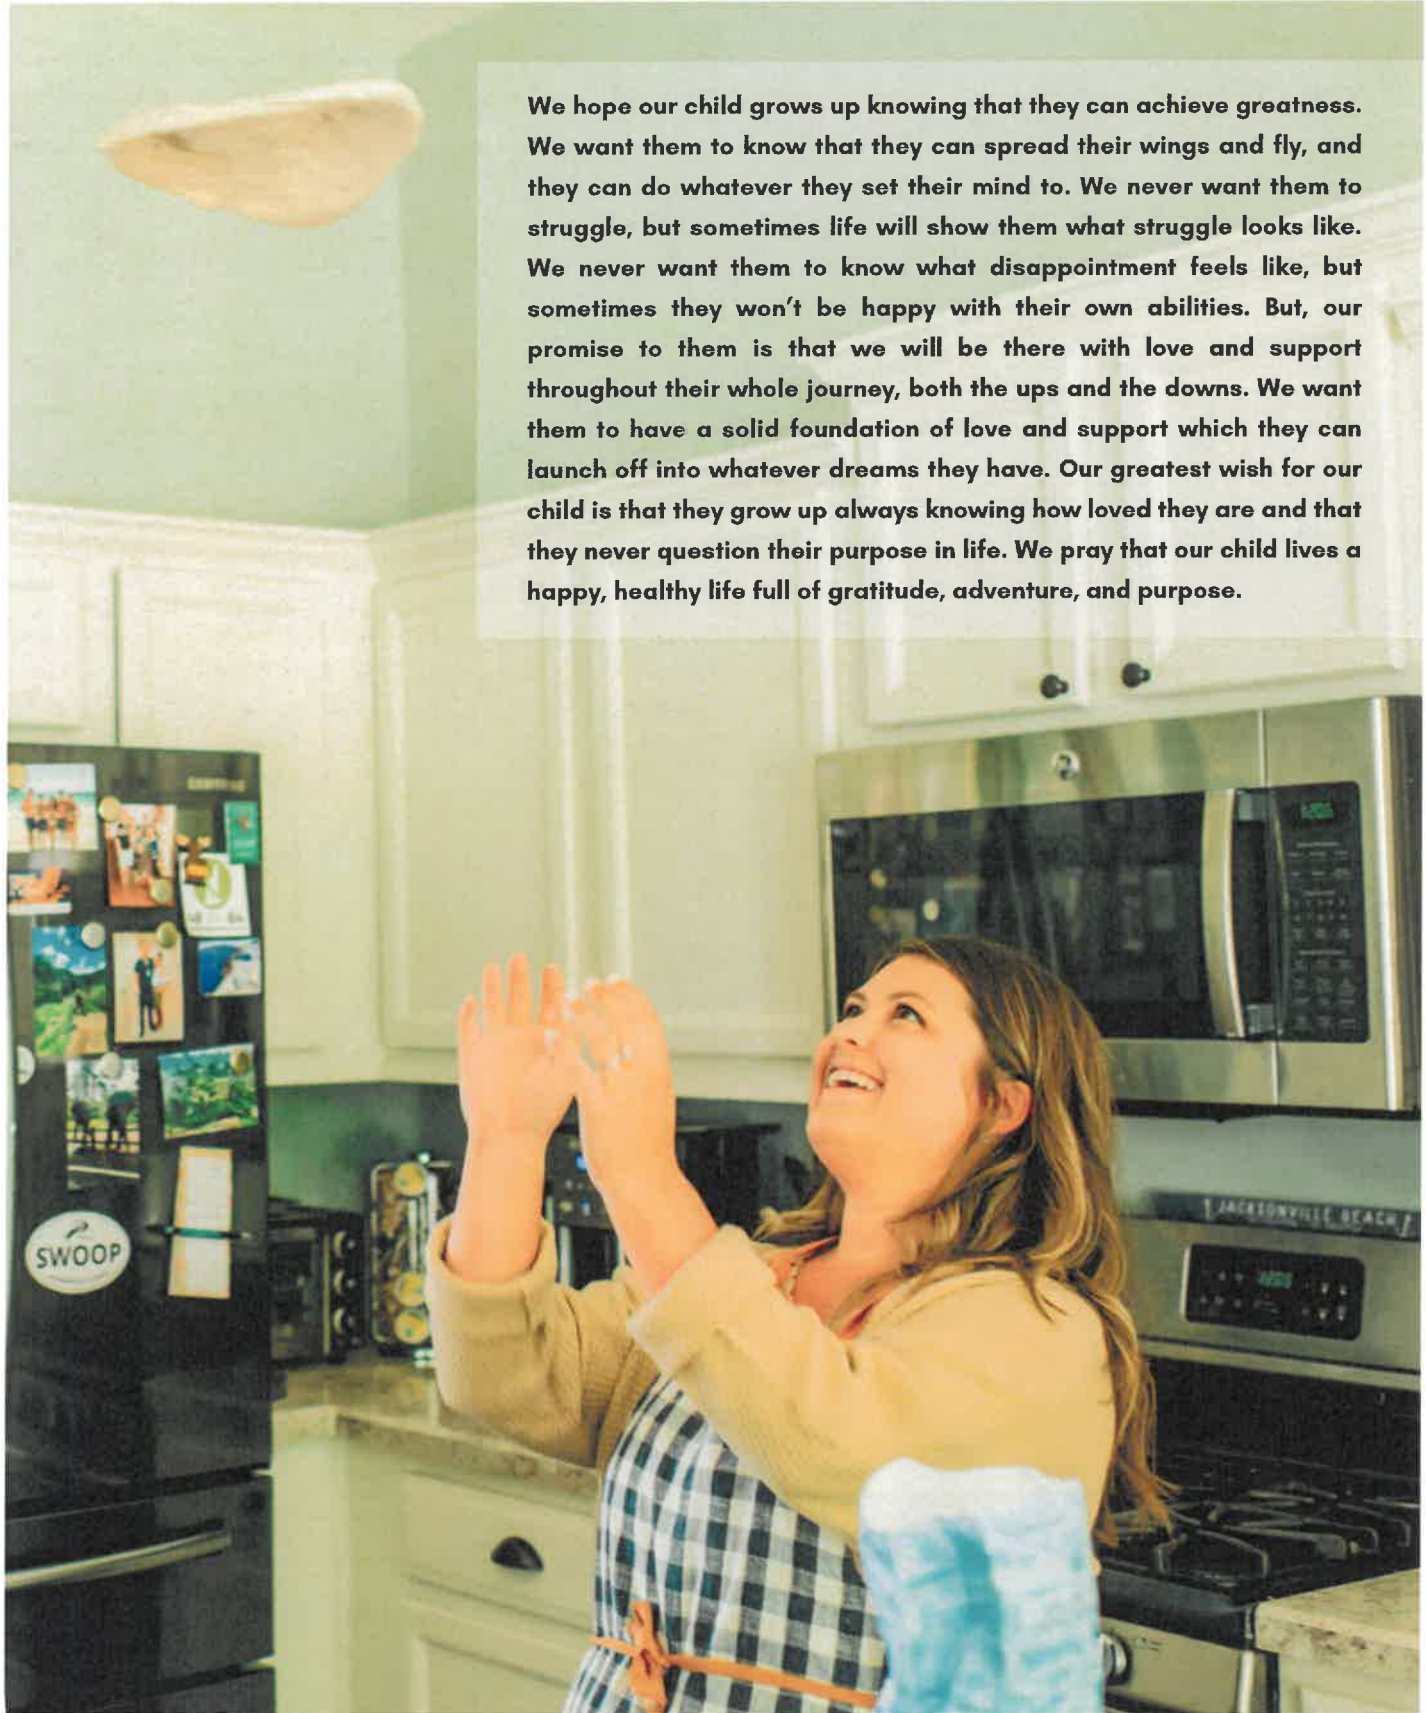 We hope our child grows up knowing that they can achieve greatness.
We want them to know that they can spread their wings and fly, and
they can do whatever they set their mind to. We never want them to
struggle, but sometimes life will show them what struggle looks like.
We never want them to know what disappointment feels like, but
sometimes they won't be happy with their own abilities. But, our
promise to them is that we will be there with love and support
throughout their whole journey, both the ups and the downs. We want
them to have a solid foundation of love and support which they can
launch off into whatever dreams they have. Our greatest wish for our
child is that they grow up always knowing how loved they are and that
they never question their purpose in life. We pray that our child lives a
happy, healthy life full of gratitude, adventure, and purpose.
SWOOP
JACKSONVILLE BEACH